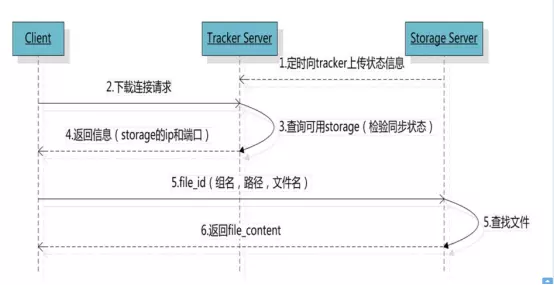 Client
Tracker Server
Storage Server
1.定时向tracker上传状态信息
2.下载连接请求
3.查询可用storage（检验同步状态）
4.返回信息（storage的ip和端口）
5.file_id（组名，路径，文件名）
5.查找文件
6.返回file_content